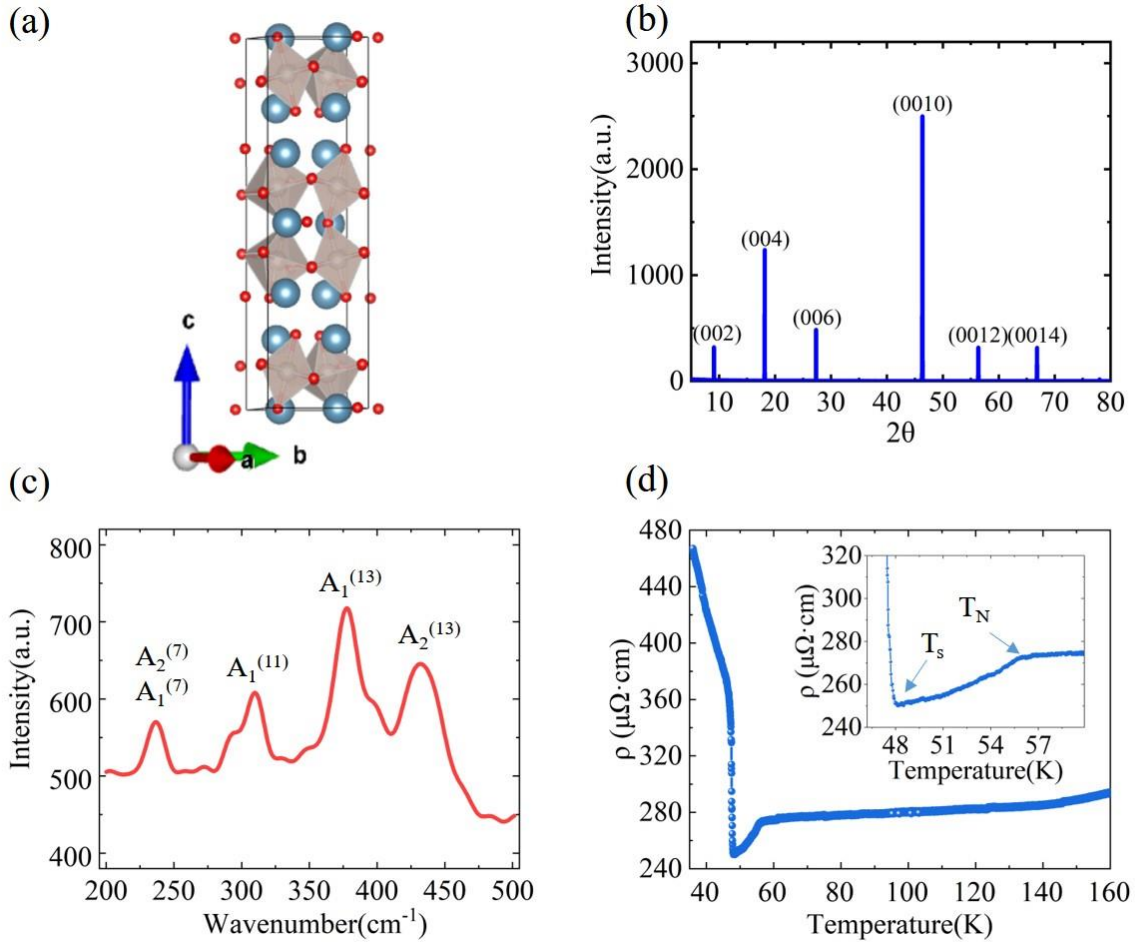 (a)
c
a
b
(b)
Intensity(a.u.)
3000
2000
1000
0
(002)
(004)
(006)
(0010)
(0012)
(0014)
10 20 30 40 50 60 70 80
2θ
(c)
Intensity(a.u.)
800
700
600
500
400
A₂⁽⁷⁾
A₁⁽⁷⁾
A₁⁽¹¹⁾
A₁⁽¹³⁾
A₂⁽¹³⁾
200 250 300 350 400 450 500
Wavenumber(cm⁻¹)
(d)
ρ (μΩ·cm)
480
440
400
360
320
280
240
40 60 80 100 120 140 160
Temperature(K)
ρ (μΩ·cm)
320
300
280
260
240
Tₛ
T_N
48 51 54 57
Temperature(K)